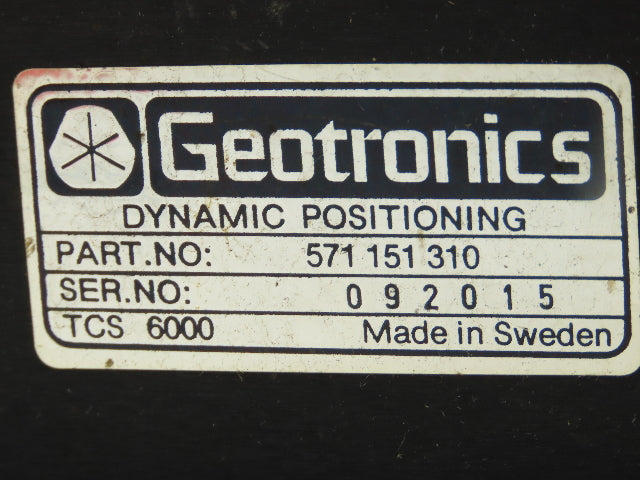 Geotronics
DYNAMIC POSITIONING
PART.NO: 571 151 310
SER.NO: 092015
TCS 6000 Made in Sweden